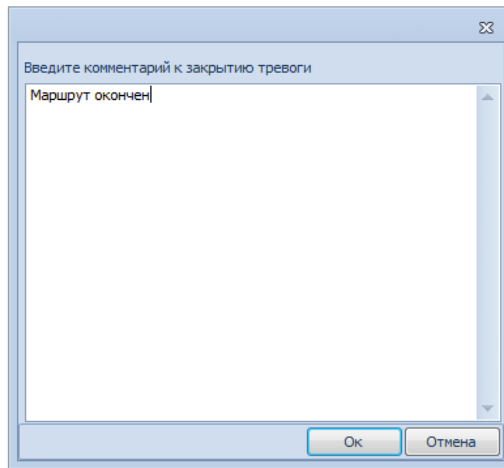 Введите комментарий к закрытию тревоги
Маршрут окончен
Ок
Отмена